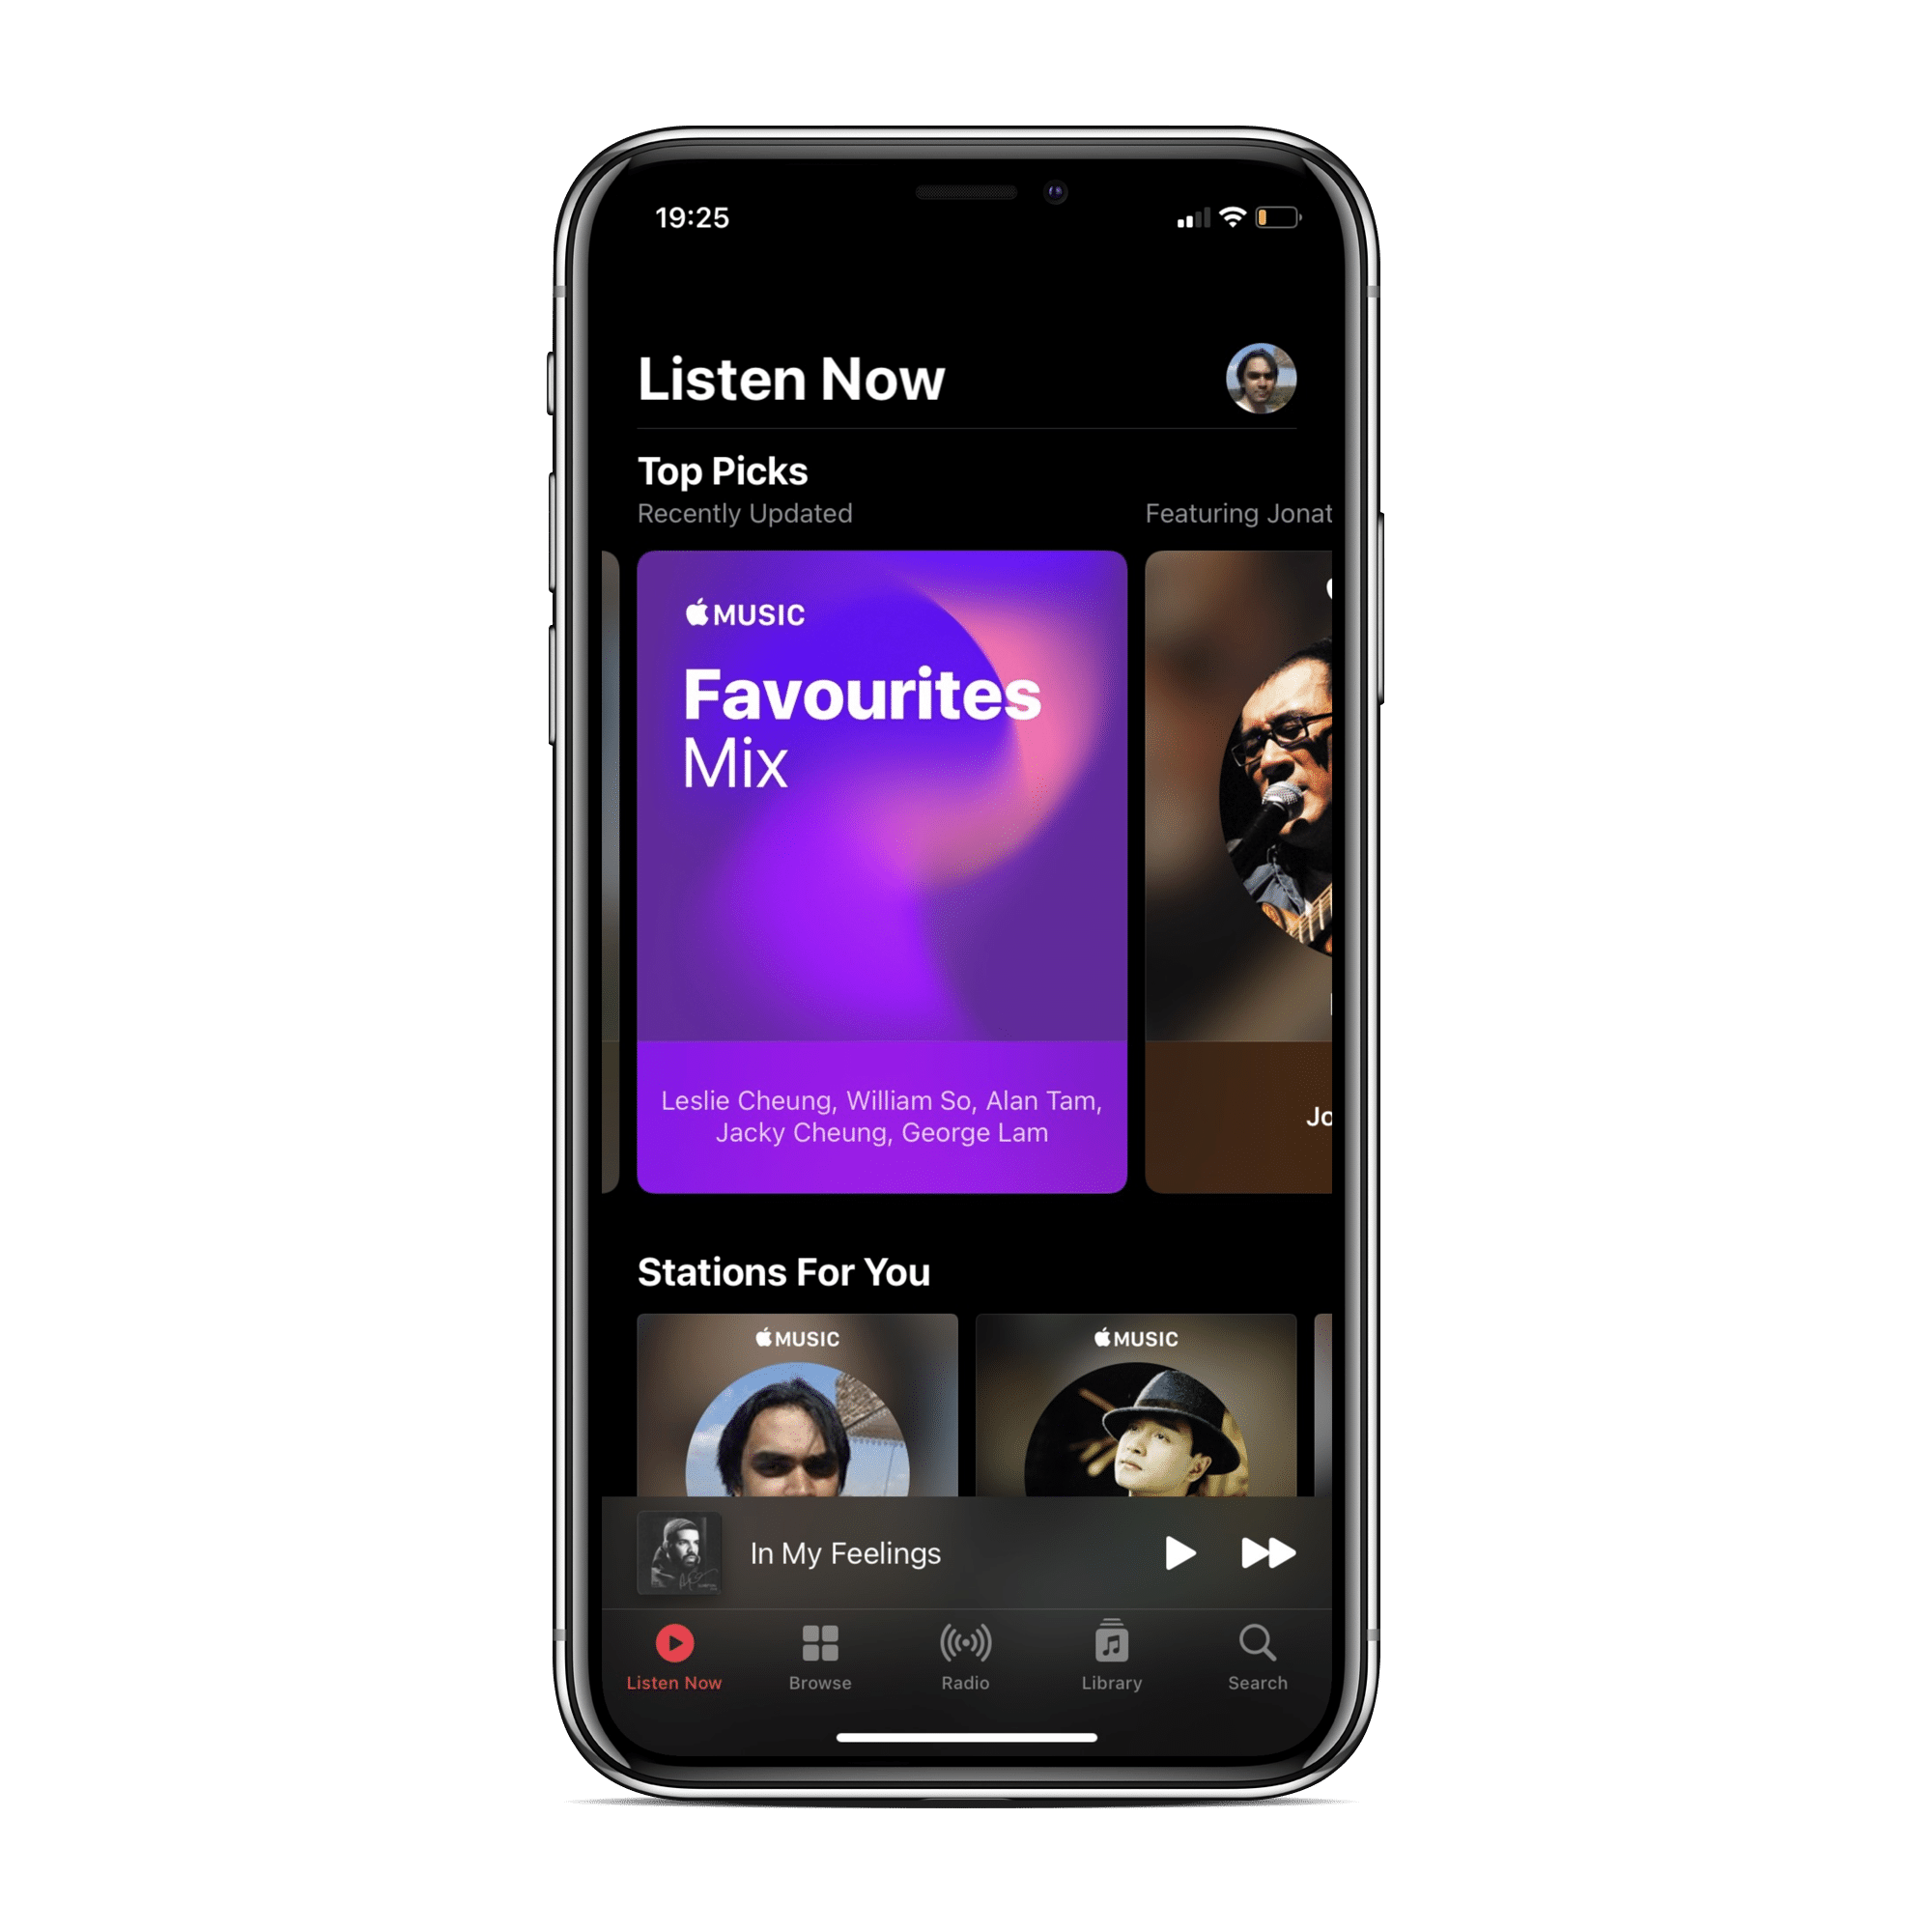 19:25
Listen Now
Top Picks
Recently Updated
Featuring Jonat
MUSIC
Favourites
Mix
Leslie Cheung, William So, Alan Tam,
Jacky Cheung, George Lam
Jo
Stations For You
MUSIC
MUSIC
In My Feelings
Listen Now
Browse
Radio
Library
Search